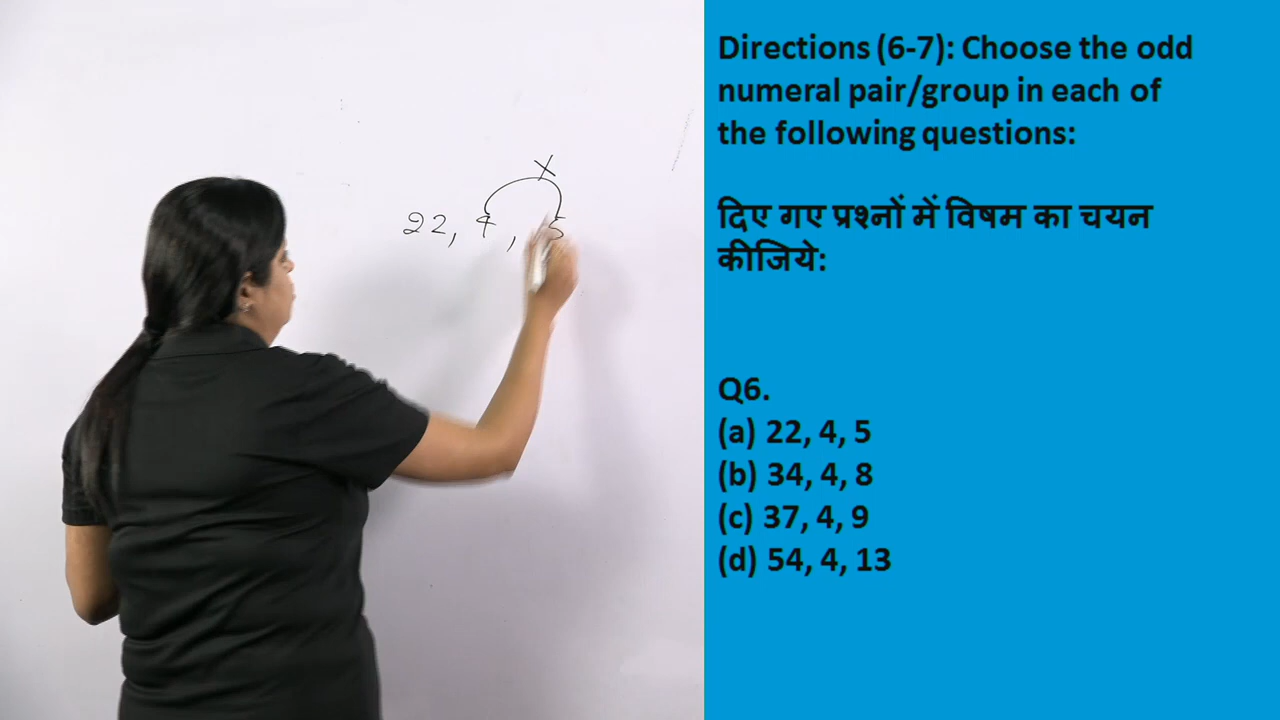 22, 4, 5
X
Directions (6-7): Choose the odd
numeral pair/group in each of
the following questions:
दिए गए प्रश्नों में विषम का चयन
कीजिये:
Q6.
(a) 22, 4, 5
(b) 34, 4, 8
(c) 37, 4, 9
(d) 54, 4, 13